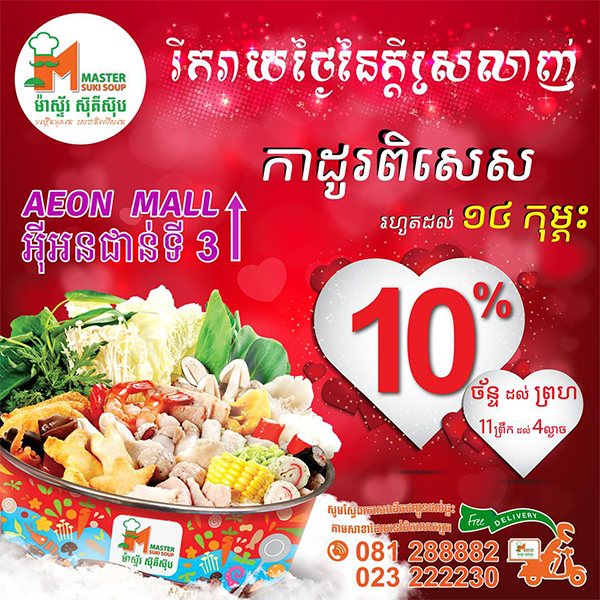 MASTER
SUKI SOUP
ម៉ាស្ទ័រ ស៊ុគីស៊ុប
រីករាយថ្ងៃនៃក្ដីស្រលាញ់
កាដូរពិសេស
រហូតដល់ ១៤ កុម្ភះ
AEON MALL
អ៊ីអនជាន់ទី 3
10%
ច័ន្ទ ដល់ ព្រហ
11ព្រឹក ដល់ 4ល្ងាច
MASTER
SUKI SOUP
ម៉ាស្ទ័រ ស៊ុគីស៊ុប
Free DELIVERY
081 288882
023 222230